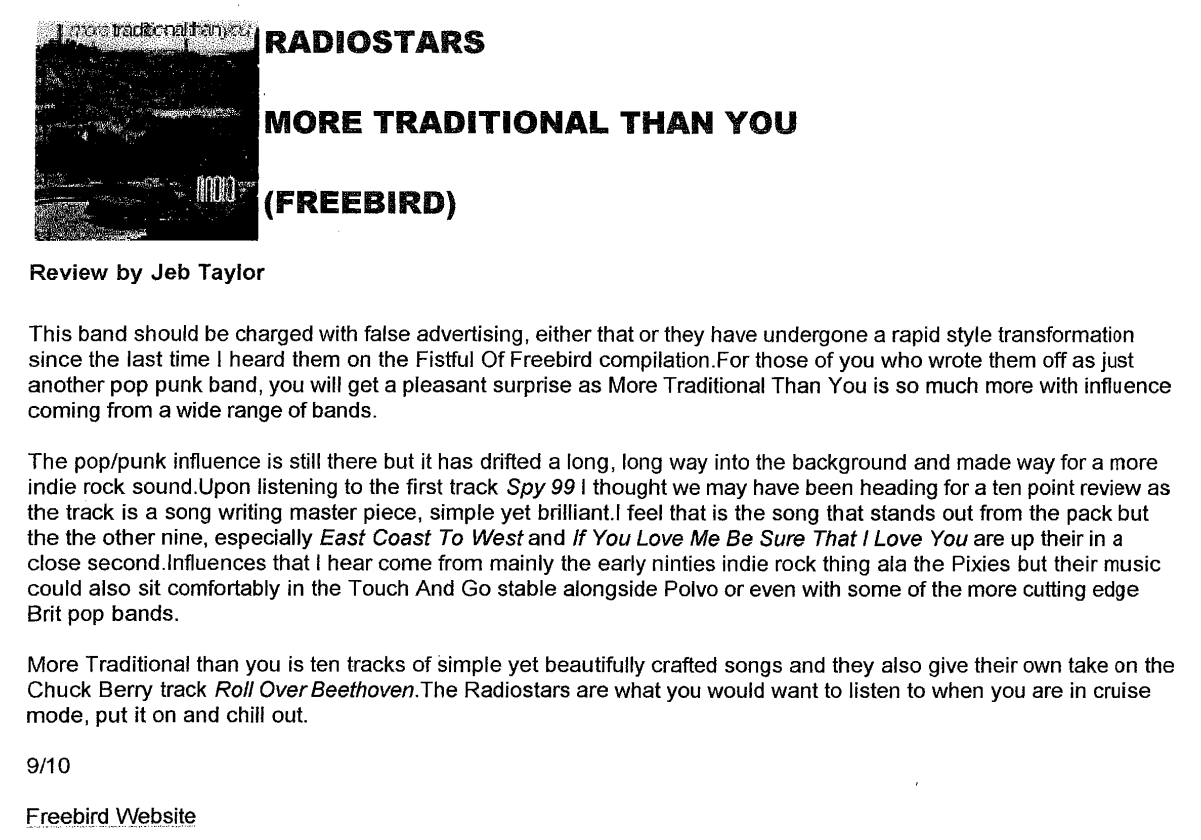 more traditional than you
RADIOSTARS
MORE TRADITIONAL THAN YOU
(FREEBIRD)
Review by Jeb Taylor
This band should be charged with false advertising, either that or they have undergone a rapid style transformation
since the last time I heard them on the Fistful Of Freebird compilation.For those of you who wrote them off as just
another pop punk band, you will get a pleasant surprise as More Traditional Than You is so much more with influence
coming from a wide range of bands.
The pop/punk influence is still there but it has drifted a long, long way into the background and made way for a more
indie rock sound.Upon listening to the first track Spy 99 I thought we may have been heading for a ten point review as
the track is a song writing master piece, simple yet brilliant.I feel that is the song that stands out from the pack but
the the other nine, especially East Coast To West and If You Love Me Be Sure That I Love You are up their in a
close second.Influences that I hear come from mainly the early ninties indie rock thing ala the Pixies but their music
could also sit comfortably in the Touch And Go stable alongside Polvo or even with some of the more cutting edge
Brit pop bands.
More Traditional than you is ten tracks of simple yet beautifully crafted songs and they also give their own take on the
Chuck Berry track Roll Over Beethoven.The Radiostars are what you would want to listen to when you are in cruise
mode, put it on and chill out.
9/10
Freebird Website